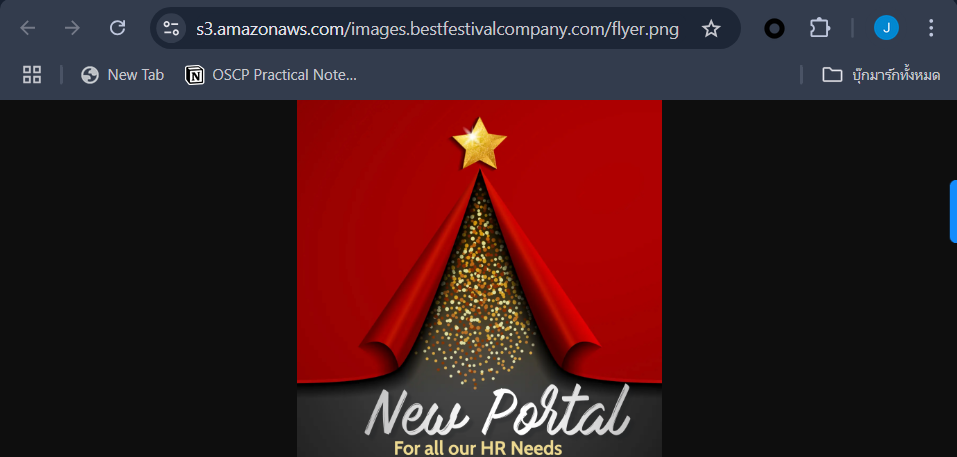 s3.amazonaws.com/images.bestfestivalcompany.com/flyer.png
J
New Tab
OSCP Practical Note...
บุ๊กมาร์กทั้งหมด
New Portal
For all our HR Needs